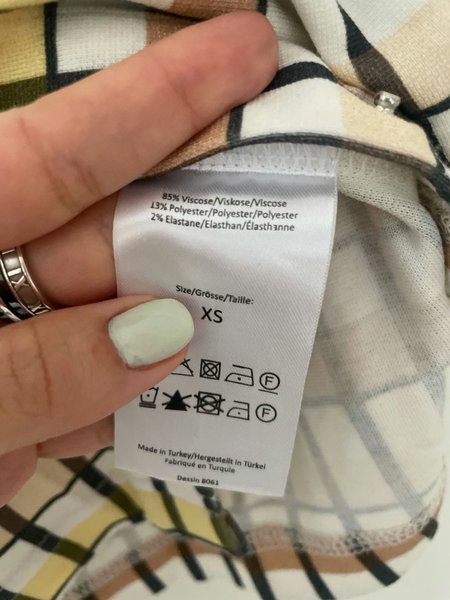 85% Viscose/Viskose/Viscose
13% Polyester/Polyester/Polyester
2% Elastane/Elasthan/Élasthanne
Size/Grösse/Taille:
XS
F
F
Made in Turkey/Hergestellt in Türkei
Fabriqué en Turquie
Dessin 8061